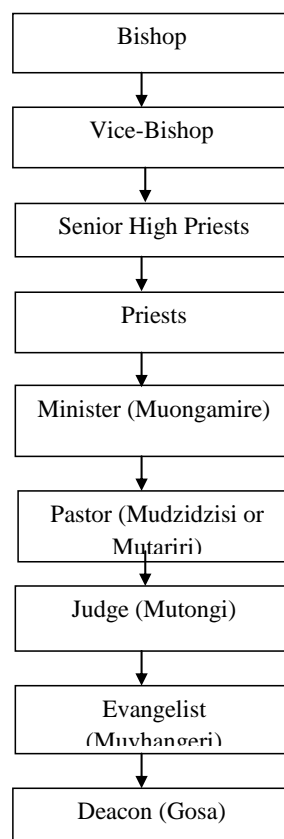 Bishop
Vice-Bishop
Senior High Priests
Priests
Minister (Muongamire)
Pastor (Mudzidzisi or
Mutariri)
Judge (Mutongi)
Evangelist
(Muvhangeri)
Deacon (Gosa)